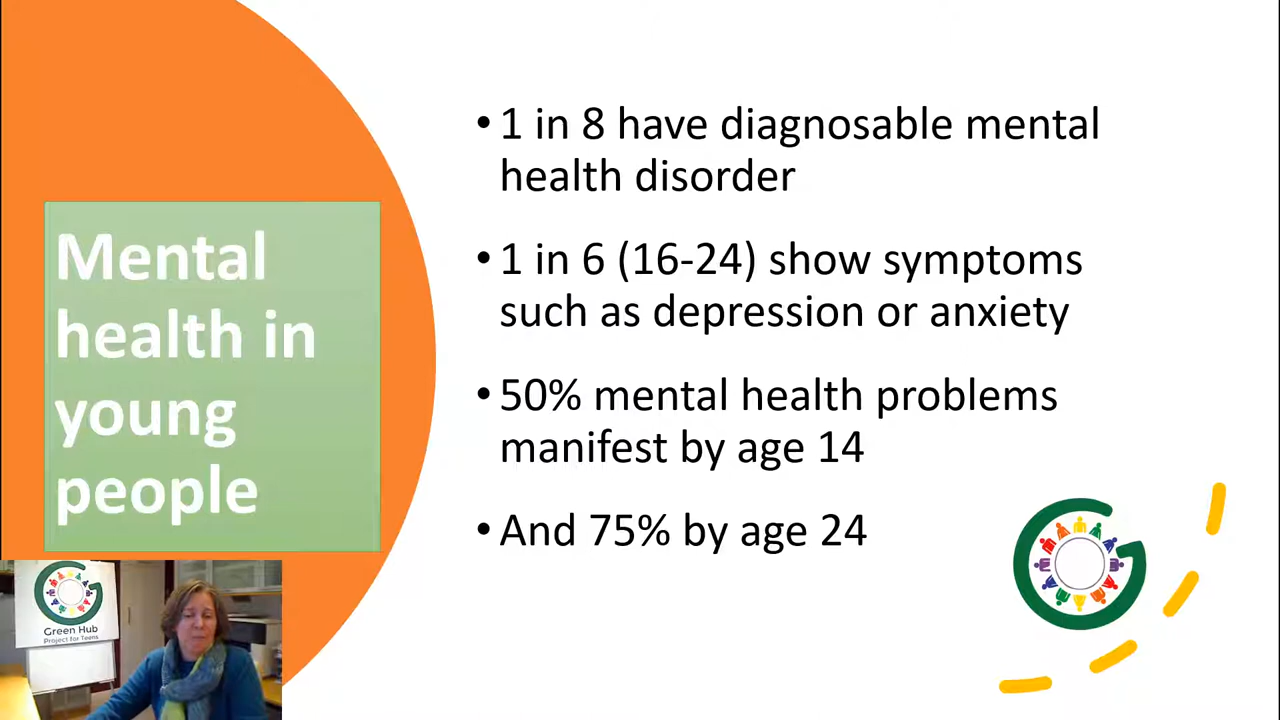 Mental
health in
young
people
• 1 in 8 have diagnosable mental
health disorder
• 1 in 6 (16-24) show symptoms
such as depression or anxiety
• 50% mental health problems
manifest by age 14
• And 75% by age 24
Green Hub
Project for Teens